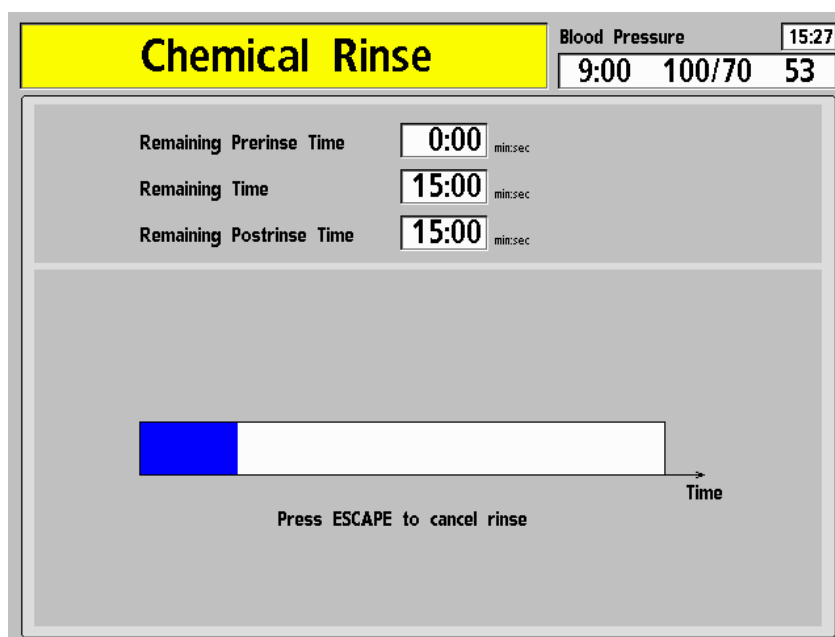 Chemical Rinse
Blood Pressure
15:27
9:00 100/70 53
Remaining Prerinse Time 0:00 min:sec
Remaining Time 15:00 min:sec
Remaining Postrinse Time 15:00 min:sec
Time
Press ESCAPE to cancel rinse